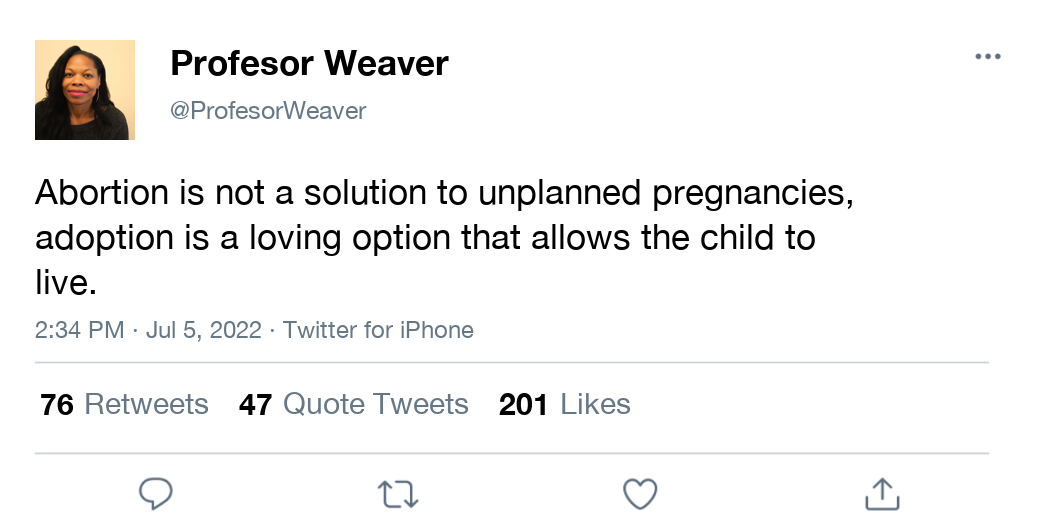 Profesor Weaver
@ProfesorWeaver
Abortion is not a solution to unplanned pregnancies,
adoption is a loving option that allows the child to
live.
2:34 PM · Jul 5, 2022 · Twitter for iPhone
76 Retweets 47 Quote Tweets 201 Likes